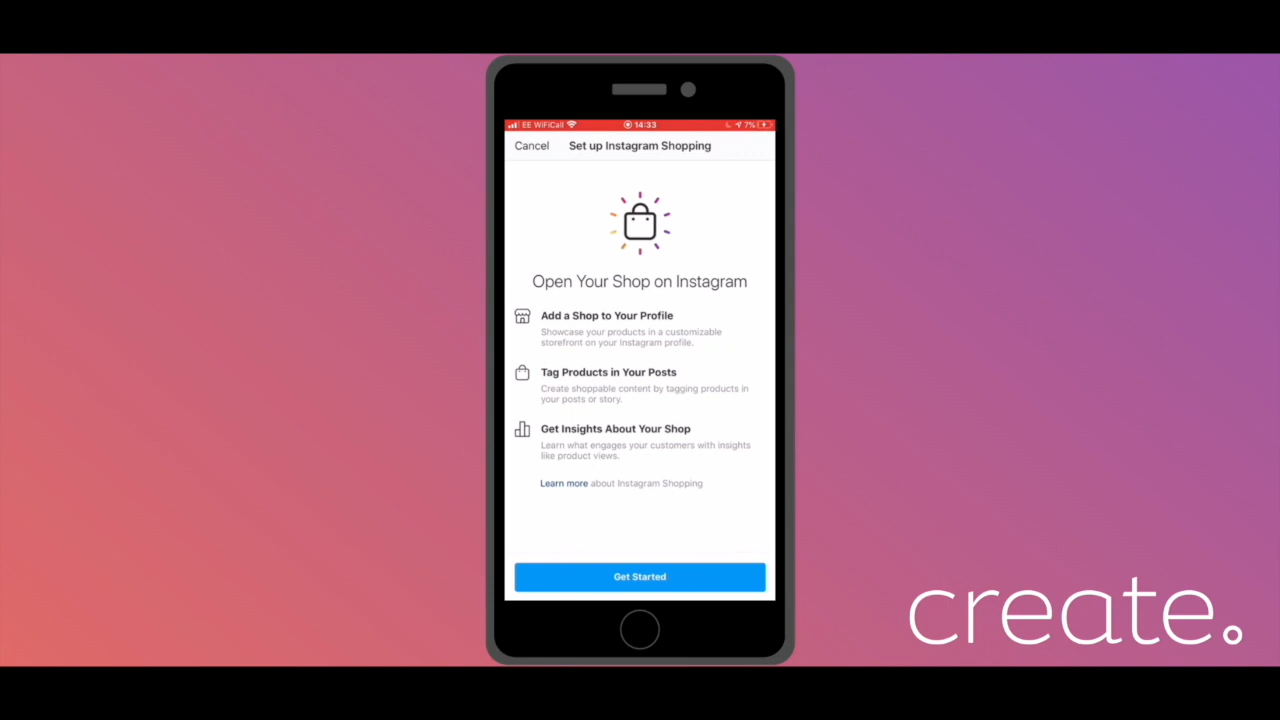 EE WiFiCall 14:33 7%
Cancel Set up Instagram Shopping
Open Your Shop on Instagram
Add a Shop to Your Profile
Showcase your products in a customizable
storefront on your Instagram profile.
Tag Products in Your Posts
Create shoppable content by tagging products in
your posts or story.
Get Insights About Your Shop
Learn what engages your customers with insights
like product views.
Learn more about Instagram Shopping
Get Started
create.